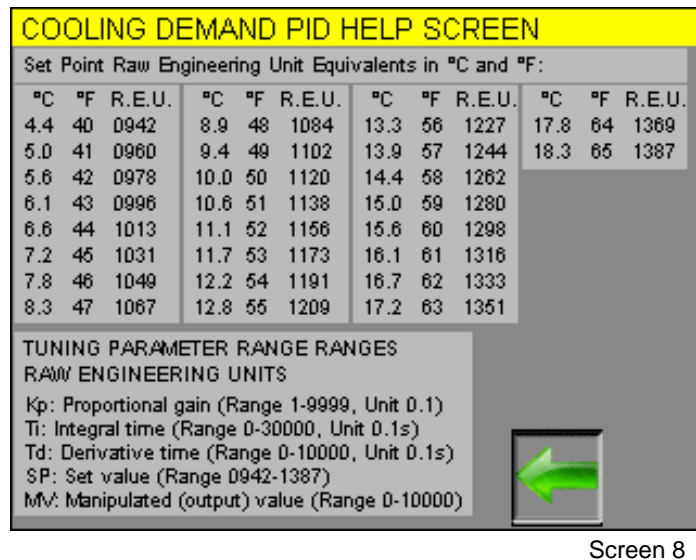 COOLING DEMAND PID HELP SCREEN
Set Point Raw Engineering Unit Equivalents in °C and °F:
°C °F R.E.U. °C °F R.E.U. °C °F R.E.U. °C °F R.E.U.
4.4 40 0942 8.9 48 1084 13.3 56 1227 17.8 64 1369
5.0 41 0960 9.4 49 1102 13.9 57 1244 18.3 65 1387
5.6 42 0978 10.0 50 1120 14.4 58 1262
6.1 43 0996 10.6 51 1138 15.0 59 1280
6.6 44 1013 11.1 52 1156 15.6 60 1298
7.2 45 1031 11.7 53 1173 16.1 61 1316
7.8 46 1049 12.2 54 1191 16.7 62 1333
8.3 47 1067 12.8 55 1209 17.2 63 1351
TUNING PARAMETER RANGE RANGES
RAW ENGINEERING UNITS
Kp: Proportional gain (Range 1-9999, Unit 0.1)
Ti: Integral time (Range 0-30000, Unit 0.1s)
Td: Derivative time (Range 0-10000, Unit 0.1s)
SP: Set value (Range 0942-1387)
MV: Manipulated (output) value (Range 0-10000)
Screen 8